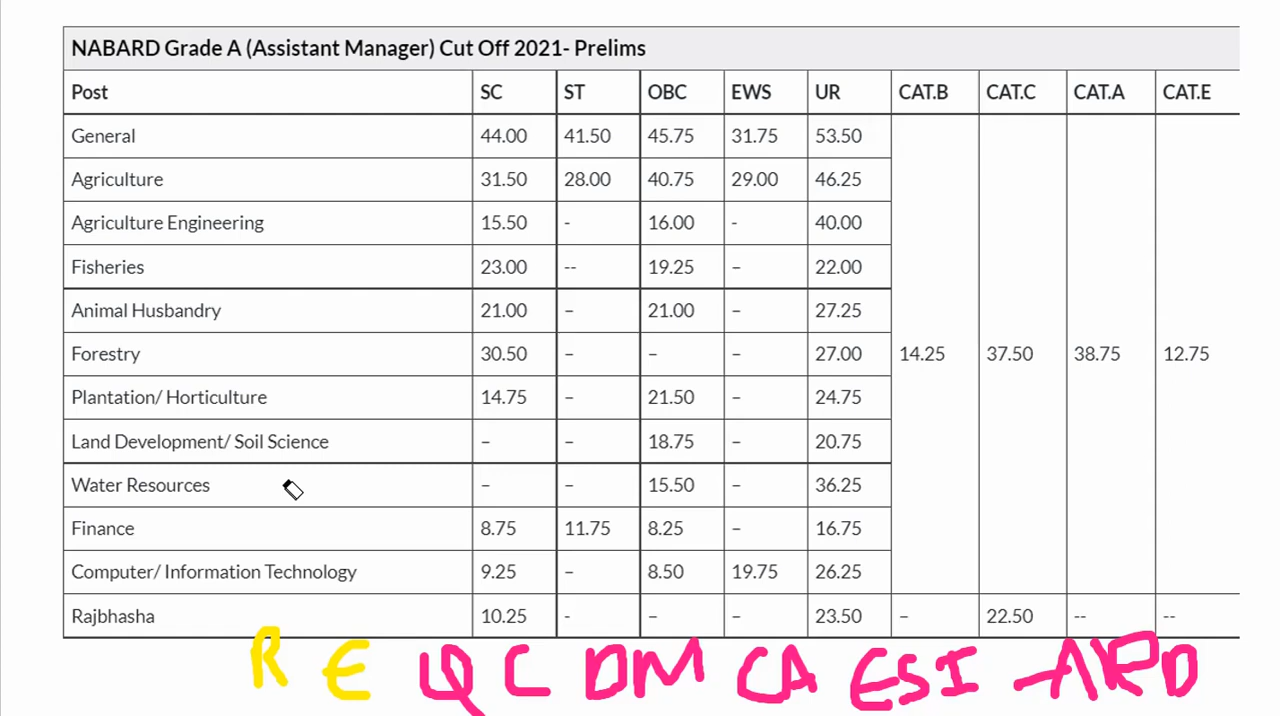 NABARD Grade A (Assistant Manager) Cut Off 2021- Prelims
Post SC ST OBC EWS UR CAT.B CAT.C CAT.A CAT.E
General 44.00 41.50 45.75 31.75 53.50
Agriculture 31.50 28.00 40.75 29.00 46.25
Agriculture Engineering 15.50 - 16.00 - 40.00
Fisheries 23.00 -- 19.25 – 22.00
Animal Husbandry 21.00 – 21.00 – 27.25
Forestry 30.50 – – – 27.00 14.25 37.50 38.75 12.75
Plantation/ Horticulture 14.75 – 21.50 – 24.75
Land Development/ Soil Science – – 18.75 – 20.75
Water Resources – – 15.50 – 36.25
Finance 8.75 11.75 8.25 – 16.75
Computer/ Information Technology 9.25 – 8.50 19.75 26.25
Rajbhasha 10.25 - – – 23.50 – 22.50 -- --
R E Q C DM CA ESI -ARD